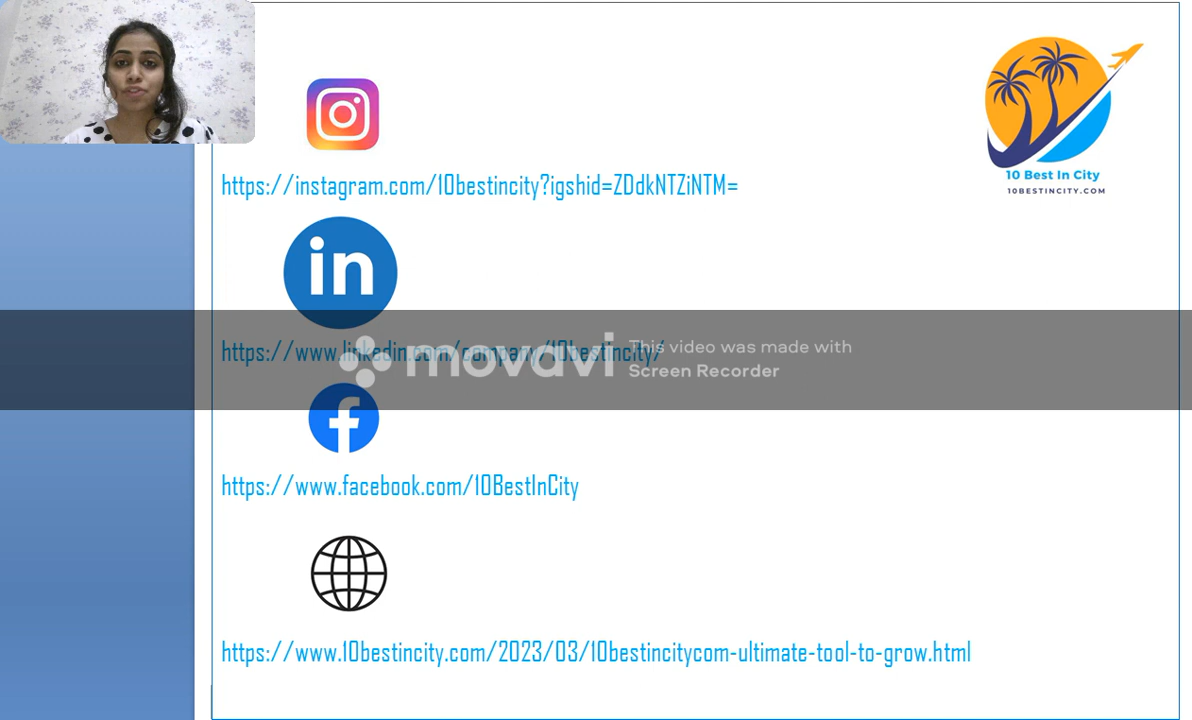 https://instagram.com/10bestincity?igshid=ZDdkNTZiNTM=
10 Best In City
10BESTINCITY.COM
in
https://www.linkedin.com/company/10bestincity/
movavi
This video was made with
Screen Recorder
f
https://www.facebook.com/10BestInCity
https://www.10bestincity.com/2023/03/10bestincitycom-ultimate-tool-to-grow.html